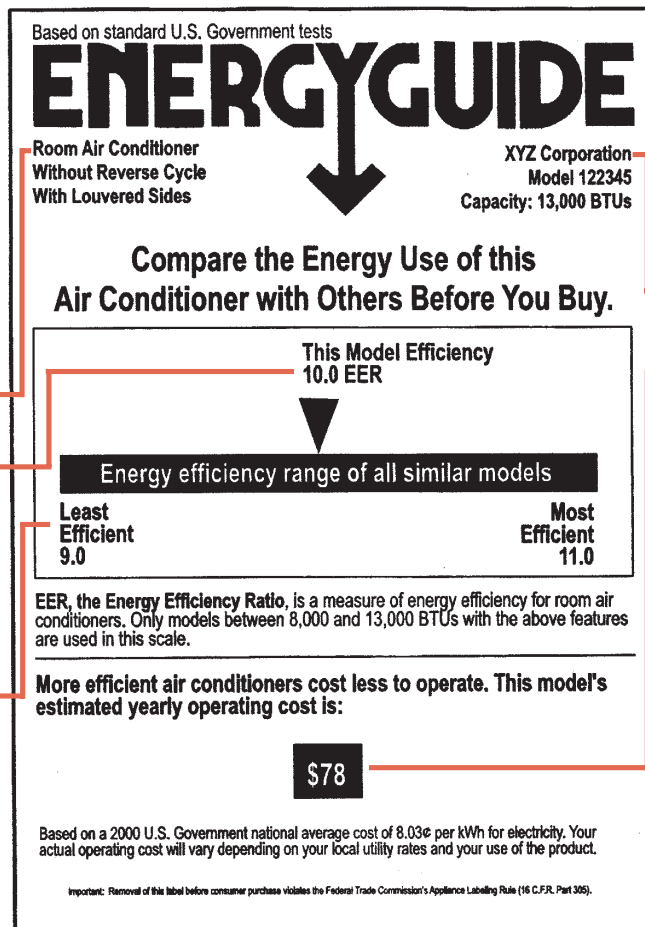 Based on standard U.S. Government tests
ENERGYGUIDE
Room Air Conditioner
Without Reverse Cycle
With Louvered Sides
XYZ Corporation
Model 122345
Capacity: 13,000 BTUs
Compare the Energy Use of this
Air Conditioner with Others Before You Buy.
This Model Efficiency
10.0 EER
Energy efficiency range of all similar models
Least
Efficient
9.0
Most
Efficient
11.0
EER, the Energy Efficiency Ratio, is a measure of energy efficiency for room air
conditioners. Only models between 8,000 and 13,000 BTUs with the above features
are used in this scale.
More efficient air conditioners cost less to operate. This model's
estimated yearly operating cost is:
$78
Based on a 2000 U.S. Government national average cost of 8.03¢ per kWh for electricity. Your
actual operating cost will vary depending on your local utility rates and your use of the product.
Important: Removal of this label before consumer purchase violates the Federal Trade Commission's Appliance Labeling Rule (16 C.F.R. Part 305).